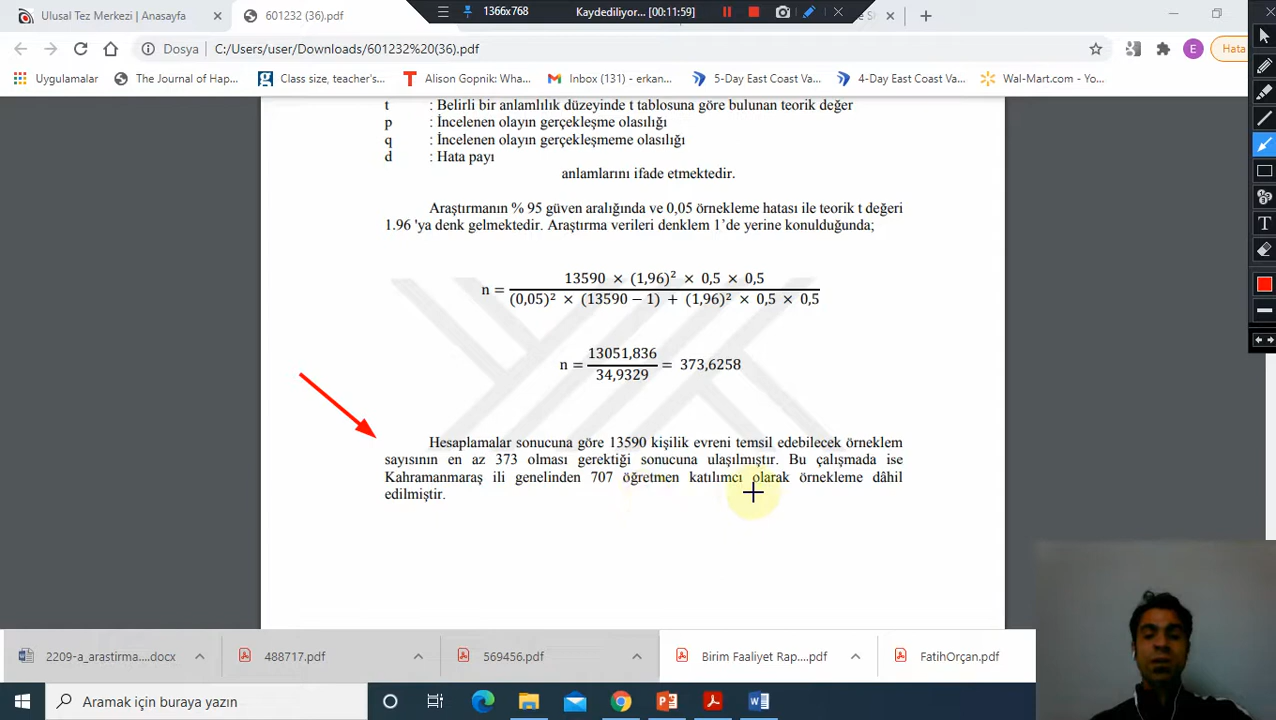 Ulusal Tez Merkezi | Anasayfa
601232 (36).pdf
1366x768
Kaydediliyor... 00:11:59
Dosya
C:/Users/user/Downloads/601232%20(36).pdf
E
Hata
Uygulamalar
The Journal of Hap...
Class size, teacher's...
Alison Gopnik: Wha...
Inbox (131) – erkan...
5-Day East Coast Va...
4-Day East Coast Va...
Wal-Mart.com: Yo...
t : Belirli bir anlamlılık düzeyinde t tablosuna göre bulunan teorik değer
p : İncelenen olayın gerçekleşme olasılığı
q : İncelenen olayın gerçekleşmeme olasılığı
d : Hata payı
anlamlarını ifade etmektedir.
Araştırmanın % 95 güven aralığında ve 0,05 örnekleme hatası ile teorik t değeri
1.96 'ya denk gelmektedir. Araştırma verileri denklem 1’de yerine konulduğunda;
13590 × (1,96)² × 0,5 × 0,5
n =
(0,05)² × (13590 − 1) + (1,96)² × 0,5 × 0,5
13051,836
n = = 373,6258
34,9329
Hesaplamalar sonucuna göre 13590 kişilik evreni temsil edebilecek örneklem
sayısının en az 373 olması gerektiği sonucuna ulaşılmıştır. Bu çalışmada ise
Kahramanmaraş ili genelinden 707 öğretmen katılımcı olarak örnekleme dâhil
edilmiştir.
2209-a_arastirma....docx
488717.pdf
569456.pdf
Birim Faaliyet Rap....pdf
FatihOrçan.pdf
Aramak için buraya yazın